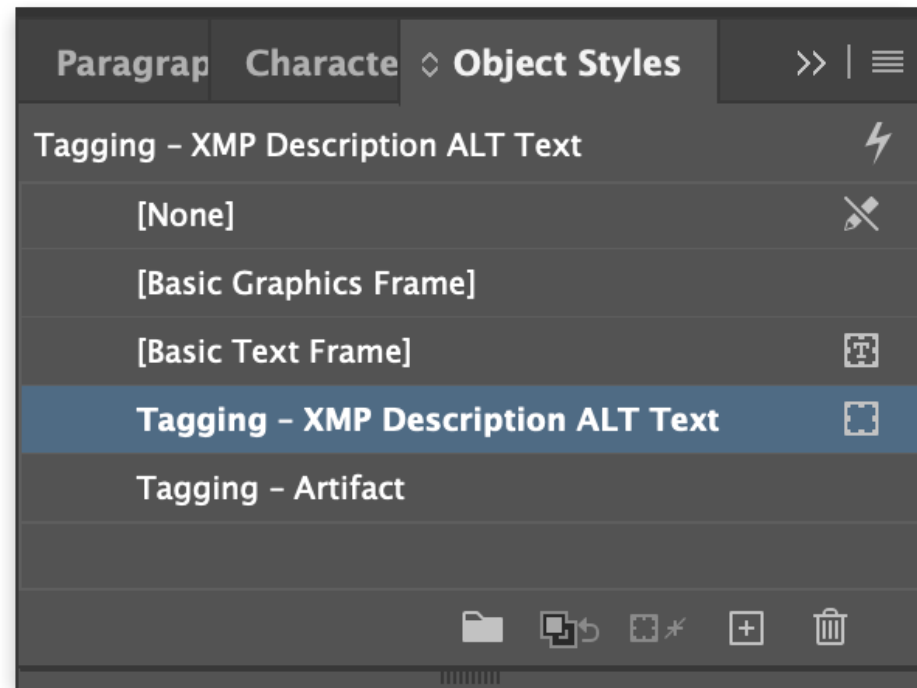 Paragrap Characte Object Styles
Tagging – XMP Description ALT Text
[None]
[Basic Graphics Frame]
[Basic Text Frame]
Tagging – XMP Description ALT Text
Tagging – Artifact